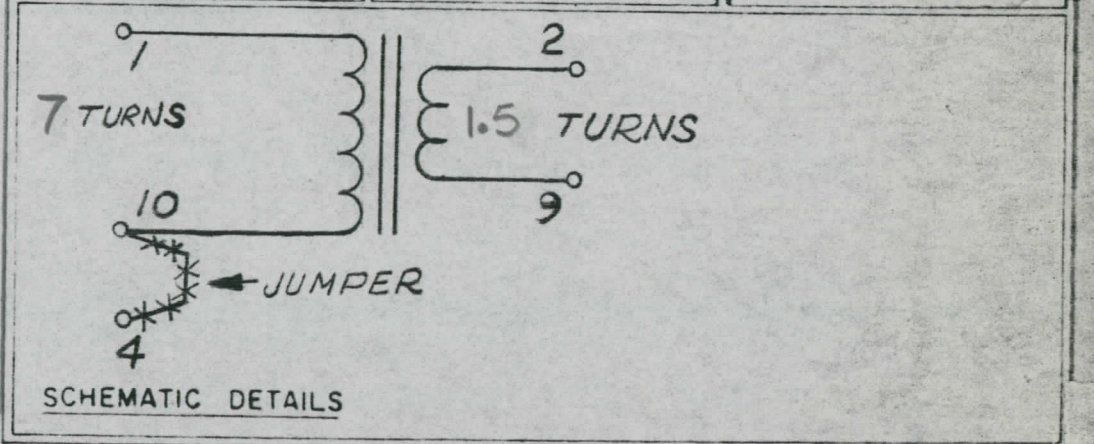 1
2
7 TURNS
1.5 TURNS
10
9
JUMPER
4
SCHEMATIC DETAILS